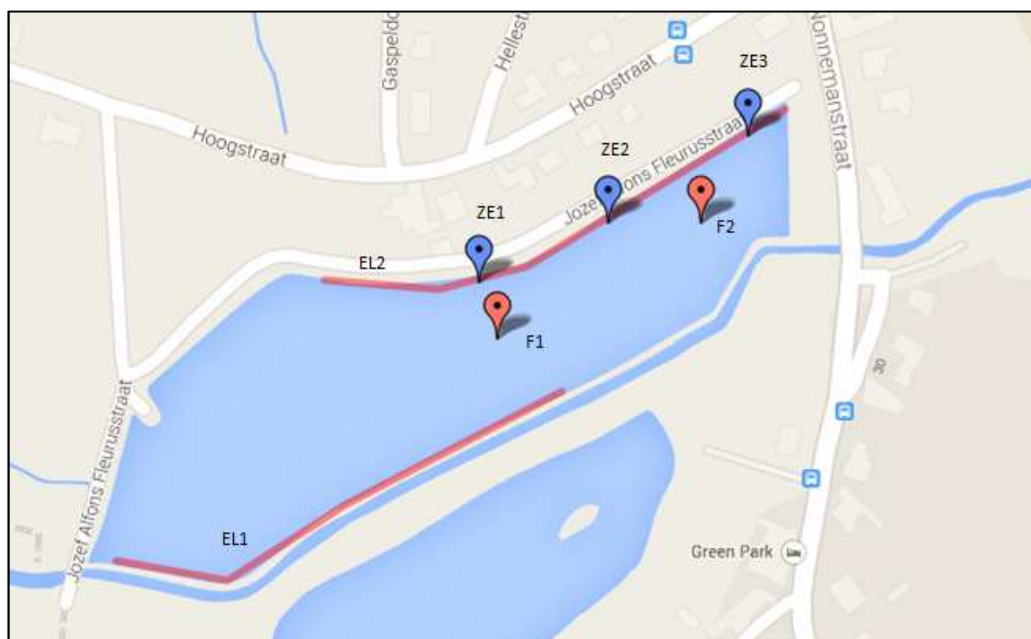 Gaspeldo
Hellest
Hoogstraat
Nonnemanstraat
ZE3
Hoogstraat
ZE2
Jozef Alfons Fleurusstraat
ZE1
F2
EL2
F1
30
Jozef Alfons Fleurusstraat
EL1
Green Park